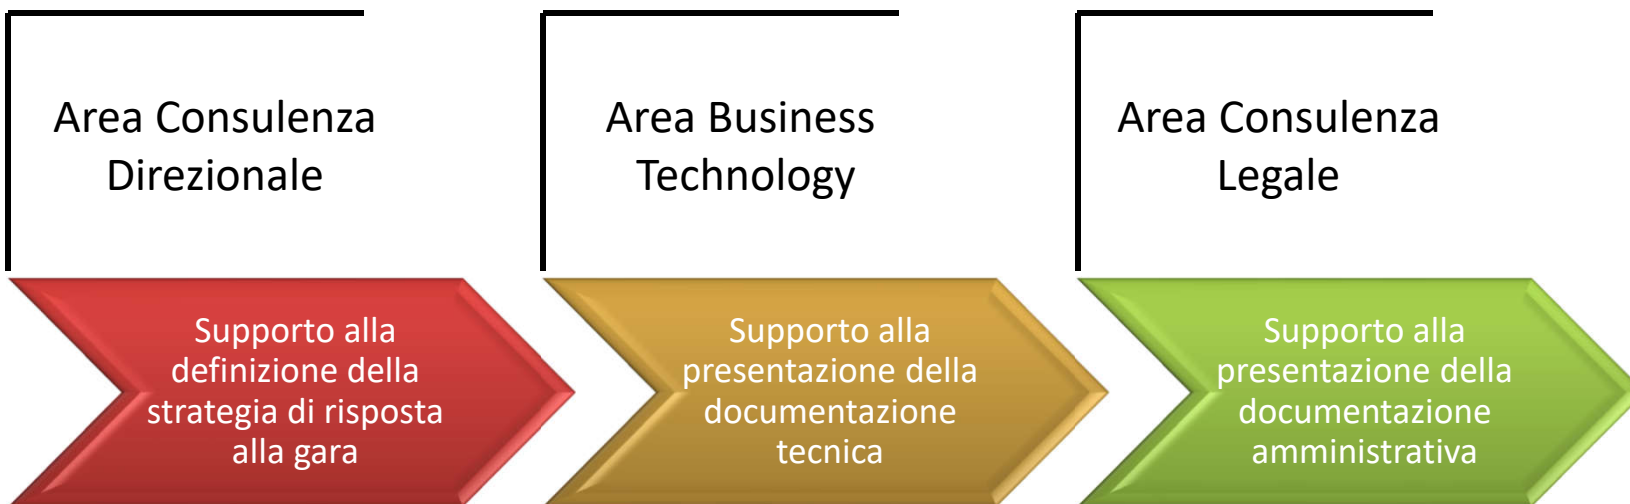 Area Consulenza
Direzionale
Supporto alla
definizione della
strategia di risposta
alla gara
Area Business
Technology
Supporto alla
presentazione della
documentazione
tecnica
Area Consulenza
Legale
Supporto alla
presentazione della
documentazione
amministrativa